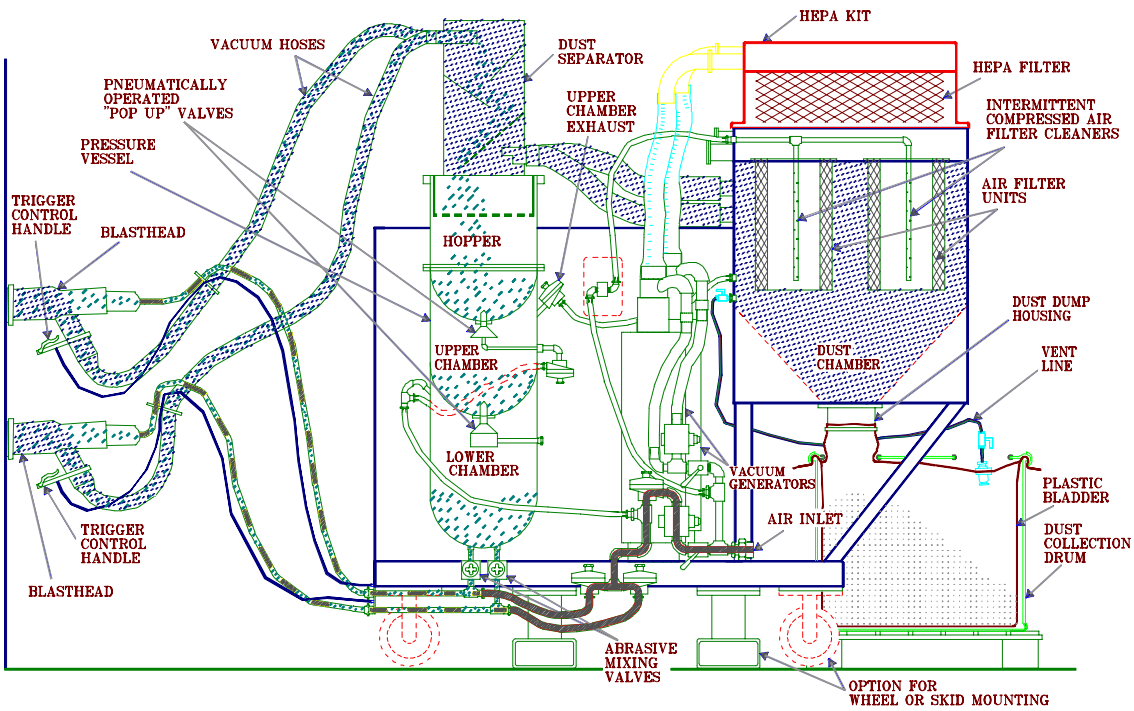 HEPA KIT
VACUUM HOSES
DUST
SEPARATOR
HEPA FILTER
PNEUMATICALLY
OPERATED
"POP UP" VALVES
UPPER
CHAMBER
EXHAUST
INTERMITTENT
COMPRESSED AIR
FILTER CLEANERS
PRESSURE
VESSEL
AIR FILTER
UNITS
TRIGGER
CONTROL
HANDLE
BLASTHEAD
HOPPER
DUST DUMP
HOUSING
UPPER
CHAMBER
DUST
CHAMBER
VENT
LINE
LOWER
CHAMBER
VACUUM
GENERATORS
PLASTIC
BLADDER
AIR INLET
TRIGGER
CONTROL
HANDLE
DUST
COLLECTION
DRUM
BLASTHEAD
ABRASIVE
MIXING
VALVES
OPTION FOR
WHEEL OR SKID MOUNTING